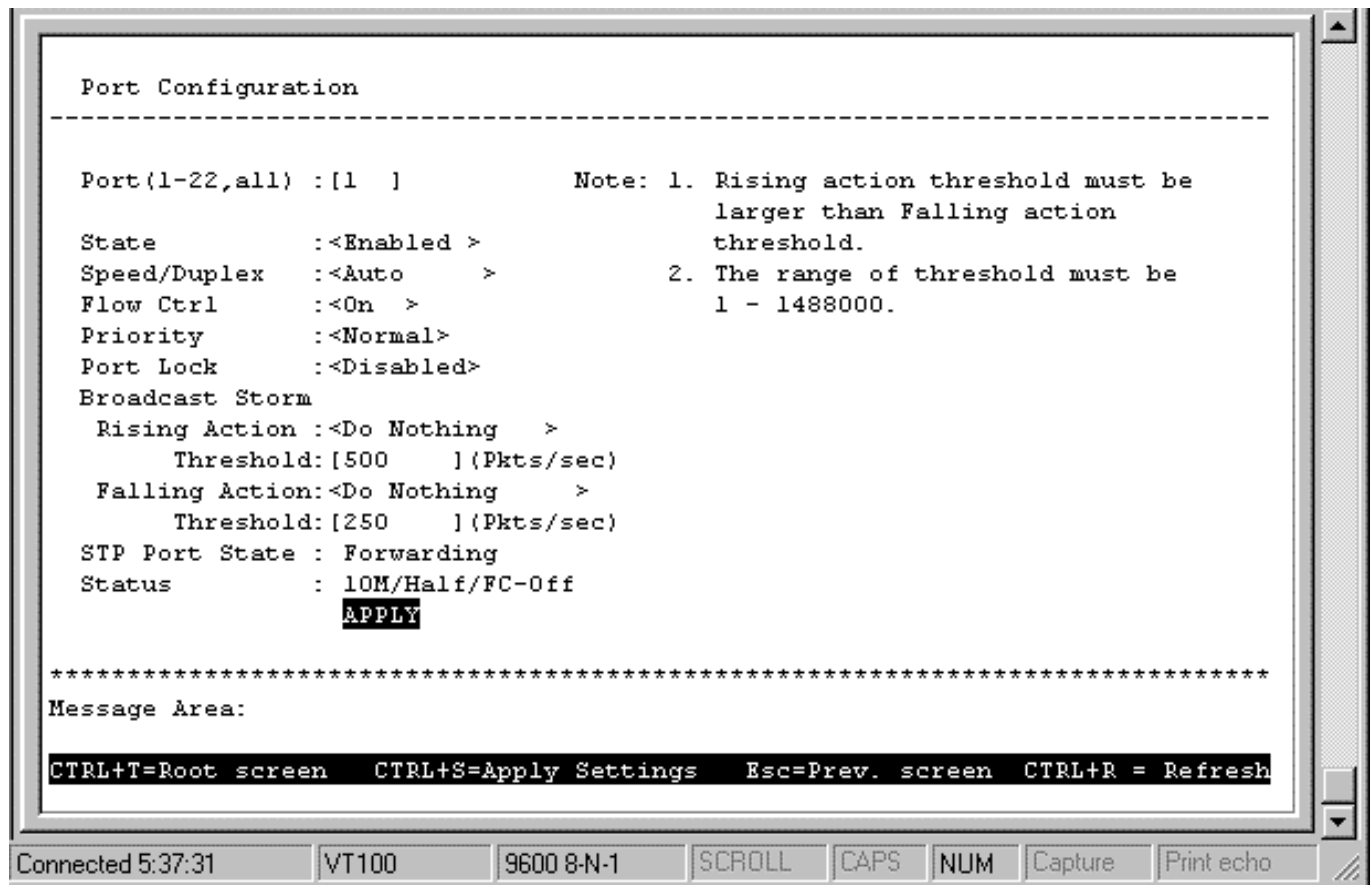 Port Configuration
--------------------------------------------------------------------------------
Port(1-22,all) :[1  ]           Note: 1. Rising action threshold must be
larger than Falling action
State          :<Enabled >               threshold.
Speed/Duplex   :<Auto     >           2. The range of threshold must be
Flow Ctrl      :<On  >                   1 - 1488000.
Priority       :<Normal>
Port Lock      :<Disabled>
Broadcast Storm
Rising Action :<Do Nothing   >
Threshold:[500    ](Pkts/sec)
Falling Action:<Do Nothing     >
Threshold:[250    ](Pkts/sec)
STP Port State : Forwarding
Status         : 10M/Half/FC-Off
APPLY
********************************************************************************
Message Area:
CTRL+T=Root screen   CTRL+S=Apply Settings   Esc=Prev. screen  CTRL+R = Refresh
Connected 5:37:31 VT100 9600 8-N-1 SCROLL CAPS NUM Capture Print echo